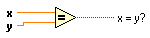 x
y
=
x = y?